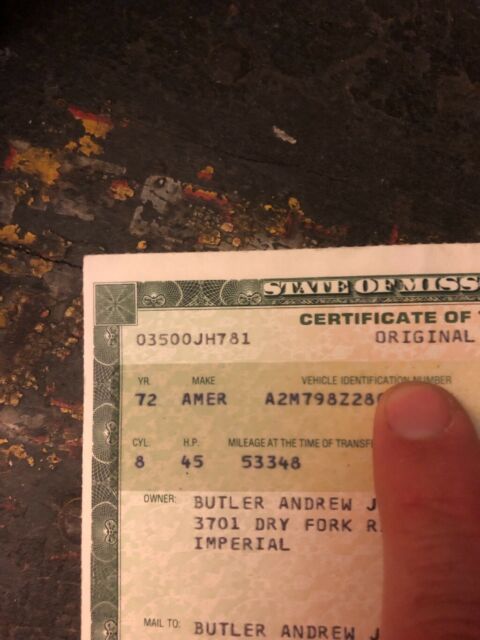 STATE OF MISS
CERTIFICATE OF
03500JH781 ORIGINAL
YR. MAKE VEHICLE IDENTIFICATION NUMBER
72 AMER A2M798Z28
CYL. H.P. MILEAGE AT THE TIME OF TRANSF
8 45 53348
OWNER: BUTLER ANDREW J
3701 DRY FORK R
IMPERIAL
MAIL TO: BUTLER ANDREW J